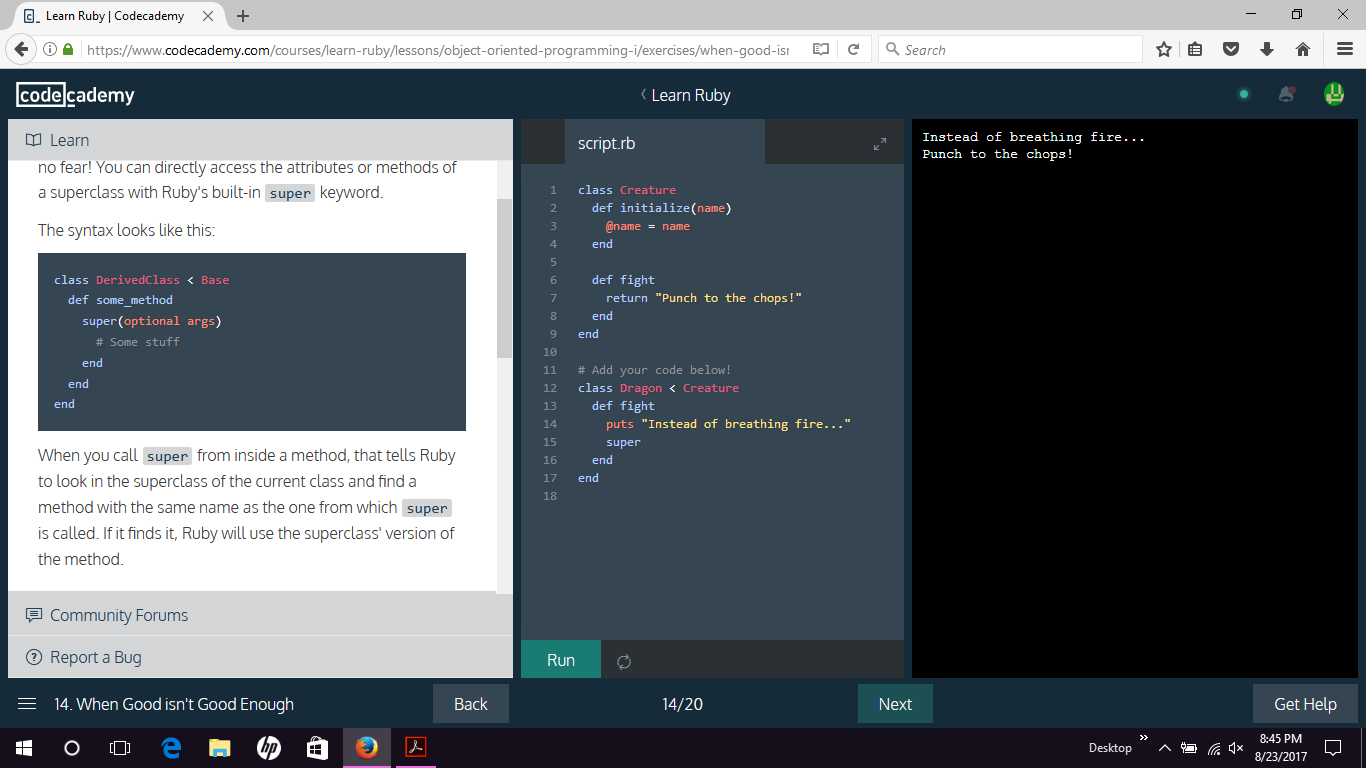 Learn Ruby | Codecademy
https://www.codecademy.com/courses/learn-ruby/lessons/object-oriented-programming-i/exercises/when-good-isn
Search
codecademy
Learn Ruby
Learn
no fear! You can directly access the attributes or methods of
a superclass with Ruby's built-in super keyword.
The syntax looks like this:
class DerivedClass < Base
  def some_method
    super(optional args)
      # Some stuff
    end
  end
end
When you call super from inside a method, that tells Ruby
to look in the superclass of the current class and find a
method with the same name as the one from which super
is called. If it finds it, Ruby will use the superclass' version of
the method.
Community Forums
Report a Bug
script.rb
1 class Creature
2   def initialize(name)
3     @name = name
4   end
5
6   def fight
7     return "Punch to the chops!"
8   end
9 end
10
11 # Add your code below!
12 class Dragon < Creature
13   def fight
14     puts "Instead of breathing fire..."
15     super
16   end
17 end
18
Run
Instead of breathing fire...
Punch to the chops!
14. When Good isn't Good Enough
Back
14/20
Next
Get Help
hp
Desktop
8:45 PM
8/23/2017